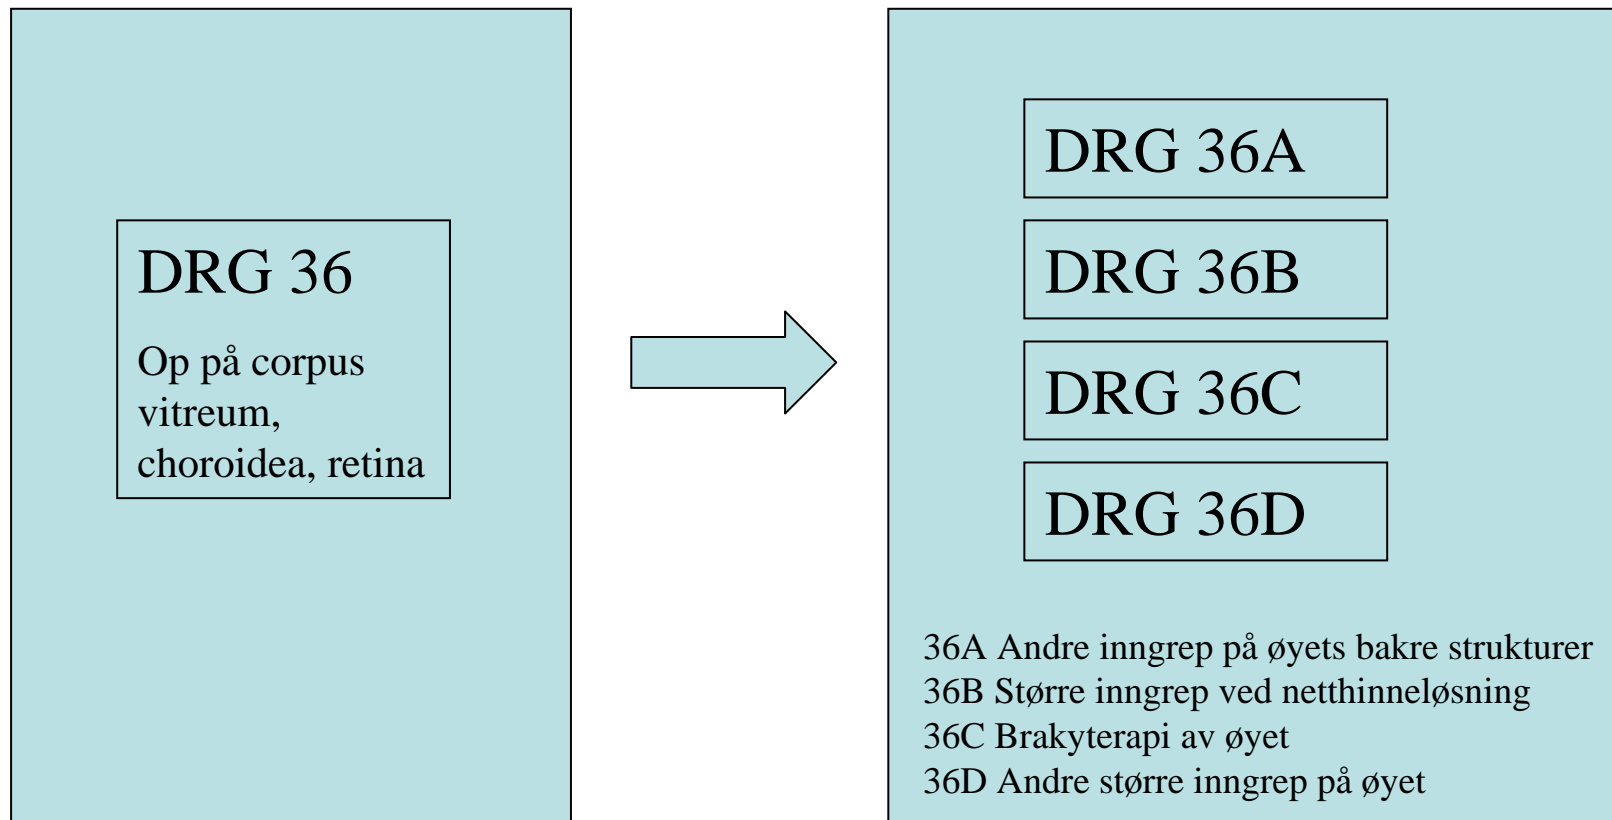 DRG 36
Op på corpus
vitreum,
choroidea, retina
DRG 36A
DRG 36B
DRG 36C
DRG 36D
36A Andre inngrep på øyets bakre strukturer
36B Større inngrep ved netthinneløsning
36C Brakyterapi av øyet
36D Andre større inngrep på øyet